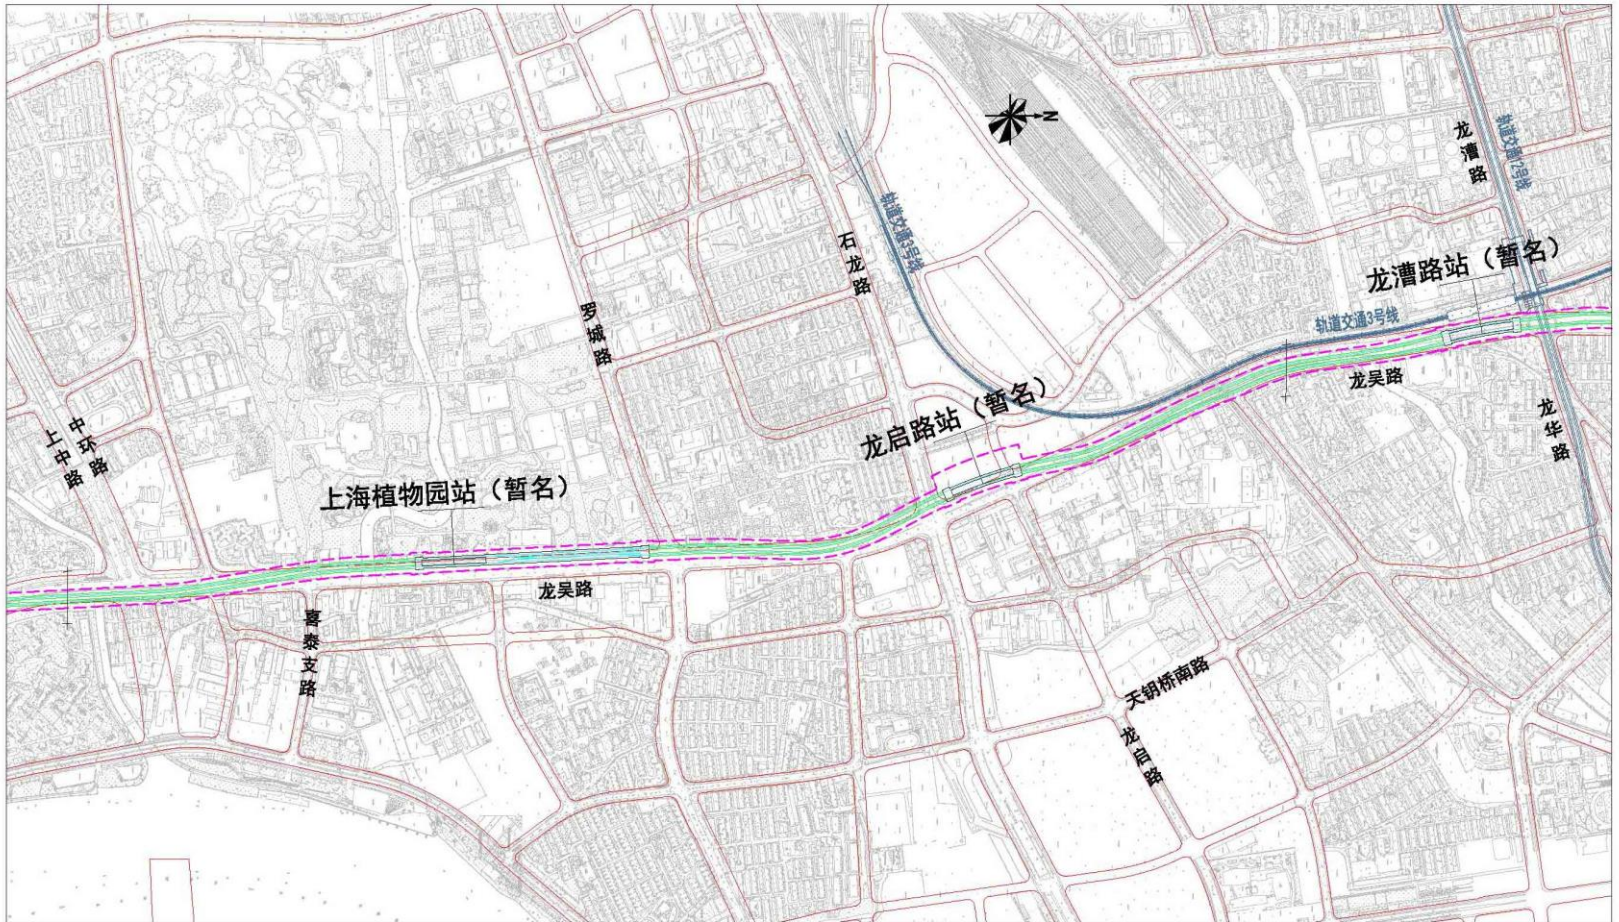 N
龙漕路
轨道交通12号线
轨道交通3号线
石龙路
龙漕路站（暂名）
罗城路
轨道交通3号线
龙吴路
龙启路站（暂名）
龙华路
中环路
上中路
上海植物园站（暂名）
龙吴路
喜泰支路
天钥桥南路
龙启路